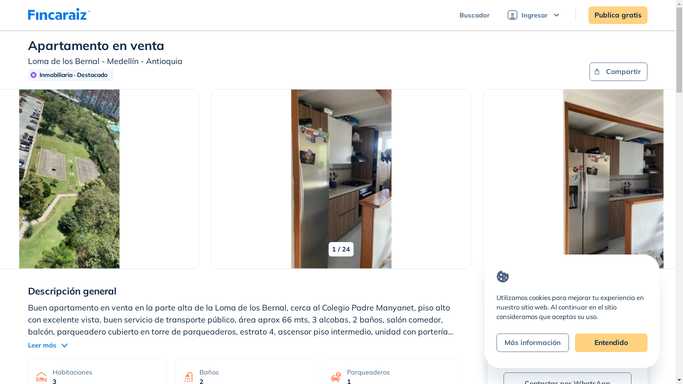 Fincaraiz
Buscador
Ingresar
Publica gratis
Apartamento en venta
Loma de los Bernal - Medellín - Antioquia
Inmobiliaria · Destacado
Compartir
1 / 24
Descripción general
Buen apartamento en venta en la parte alta de la Loma de los Bernal, cerca al Colegio Padre Manyanet, piso alto
con excelente vista, buen servicio de transporte público, área aprox 66 mts, 3 alcobas, 2 baños, salón comedor,
balcón, parqueadero cubierto en torre de parqueaderos, estrato 4, ascensor piso intermedio, unidad con portería...
Leer más
Habitaciones
3
Baños
2
Parqueaderos
1
Utilizamos cookies para mejorar tu experiencia en
nuestro sitio web. Al continuar en el sitio
consideramos que aceptas su uso.
Más información
Entendido
Contactar por WhatsApp